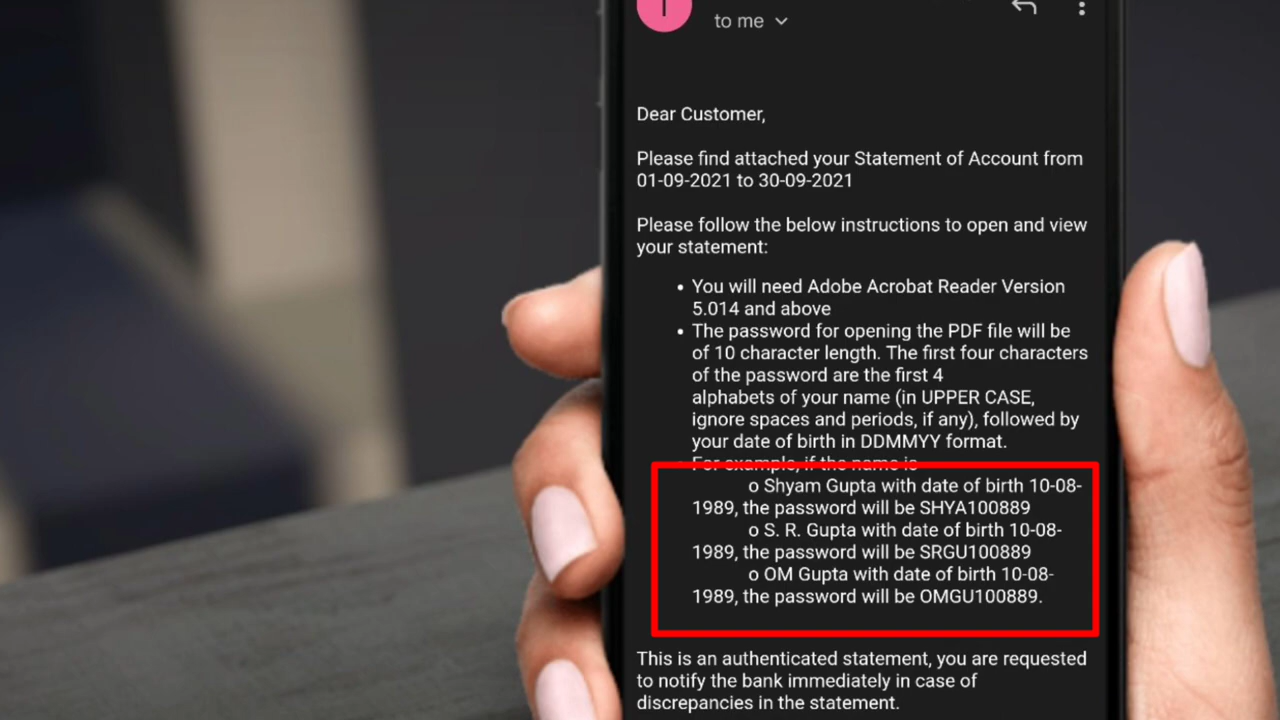 to me
Dear Customer,
Please find attached your Statement of Account from
01-09-2021 to 30-09-2021
Please follow the below instructions to open and view
your statement:
• You will need Adobe Acrobat Reader Version
5.014 and above
• The password for opening the PDF file will be
of 10 character length. The first four characters
of the password are the first 4
alphabets of your name (in UPPER CASE,
ignore spaces and periods, if any), followed by
your date of birth in DDMMYY format.
• For example, if the name is
o Shyam Gupta with date of birth 10-08-
1989, the password will be SHYA100889
o S. R. Gupta with date of birth 10-08-
1989, the password will be SRGU100889
o OM Gupta with date of birth 10-08-
1989, the password will be OMGU100889.
This is an authenticated statement, you are requested
to notify the bank immediately in case of
discrepancies in the statement.